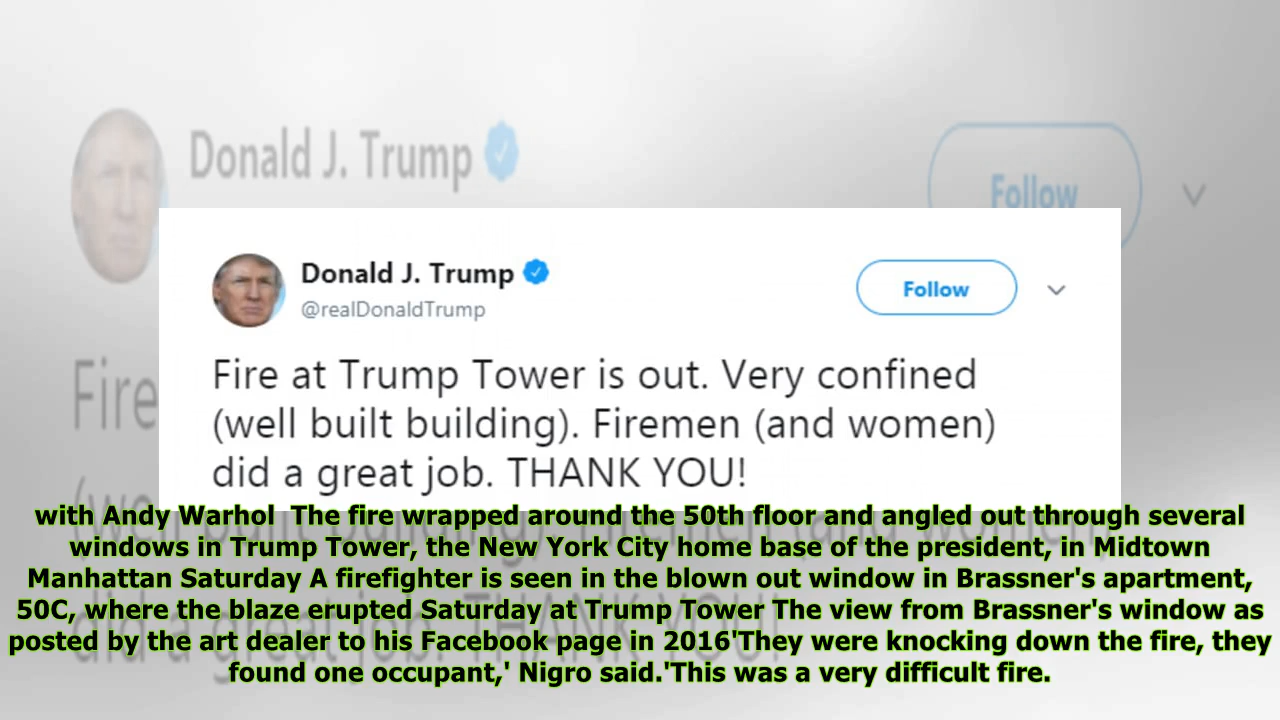 Donald J. Trump
Follow
Donald J. Trump
@realDonaldTrump
Follow
Fire at Trump Tower is out. Very confined
(well built building). Firemen (and women)
did a great job. THANK YOU!
Fire
with Andy Warhol  The fire wrapped around the 50th floor and angled out through several
windows in Trump Tower, the New York City home base of the president, in Midtown
Manhattan Saturday A firefighter is seen in the blown out window in Brassner's apartment,
50C, where the blaze erupted Saturday at Trump Tower The view from Brassner's window as
posted by the art dealer to his Facebook page in 2016'They were knocking down the fire, they
found one occupant,' Nigro said.'This was a very difficult fire.